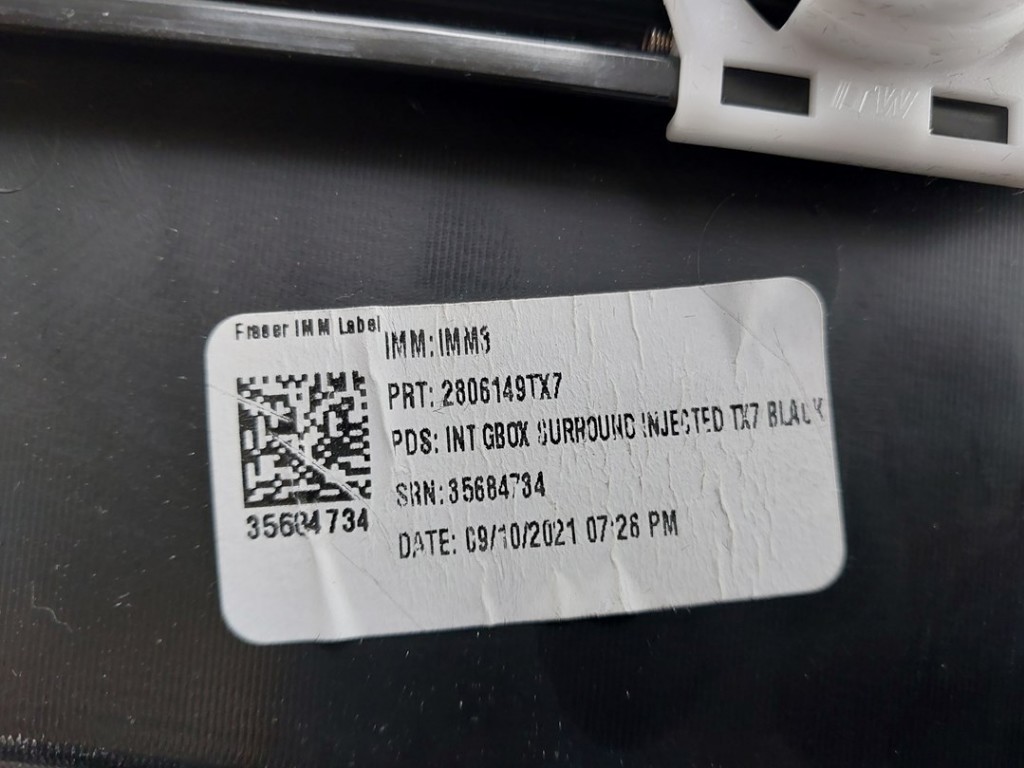 L/W
Fraser IMM Label
IMM: IMM3
PRT: 2806149TX7
PDS: INT GBOX SURROUND INJECTED TX7 BLACK
SRN: 35684734
35684734
DATE: 09/10/2021 07:26 PM